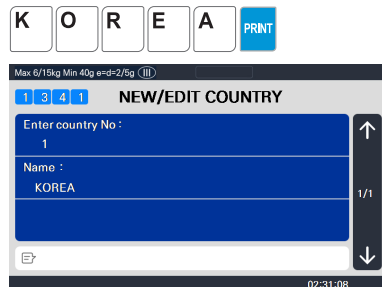 K O R E A PRINT
Max 6/15kg Min 40g e=d=2/5g (III)
1 3 4 1 NEW/EDIT COUNTRY
Enter country No :
1
Name :
KOREA
1/1
02:31:08